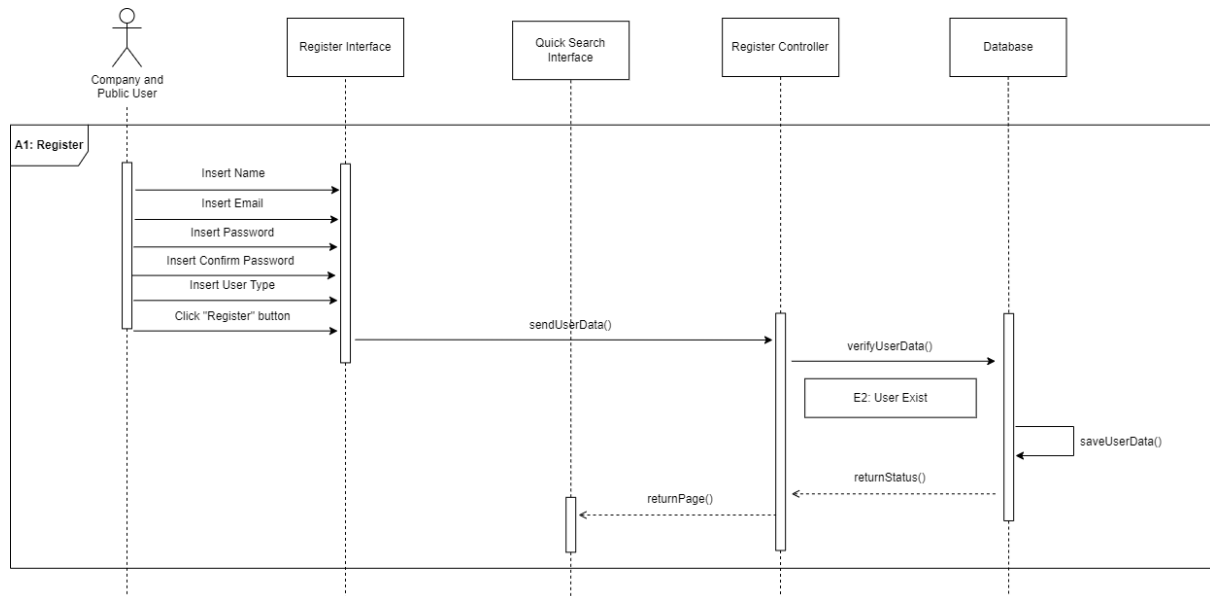 Register Interface
Quick Search
Interface
Register Controller
Database
Company and
Public User
A1: Register
Insert Name
Insert Email
Insert Password
Insert Confirm Password
Insert User Type
Click "Register" button
sendUserData()
verifyUserData()
E2: User Exist
saveUserData()
returnStatus()
returnPage()